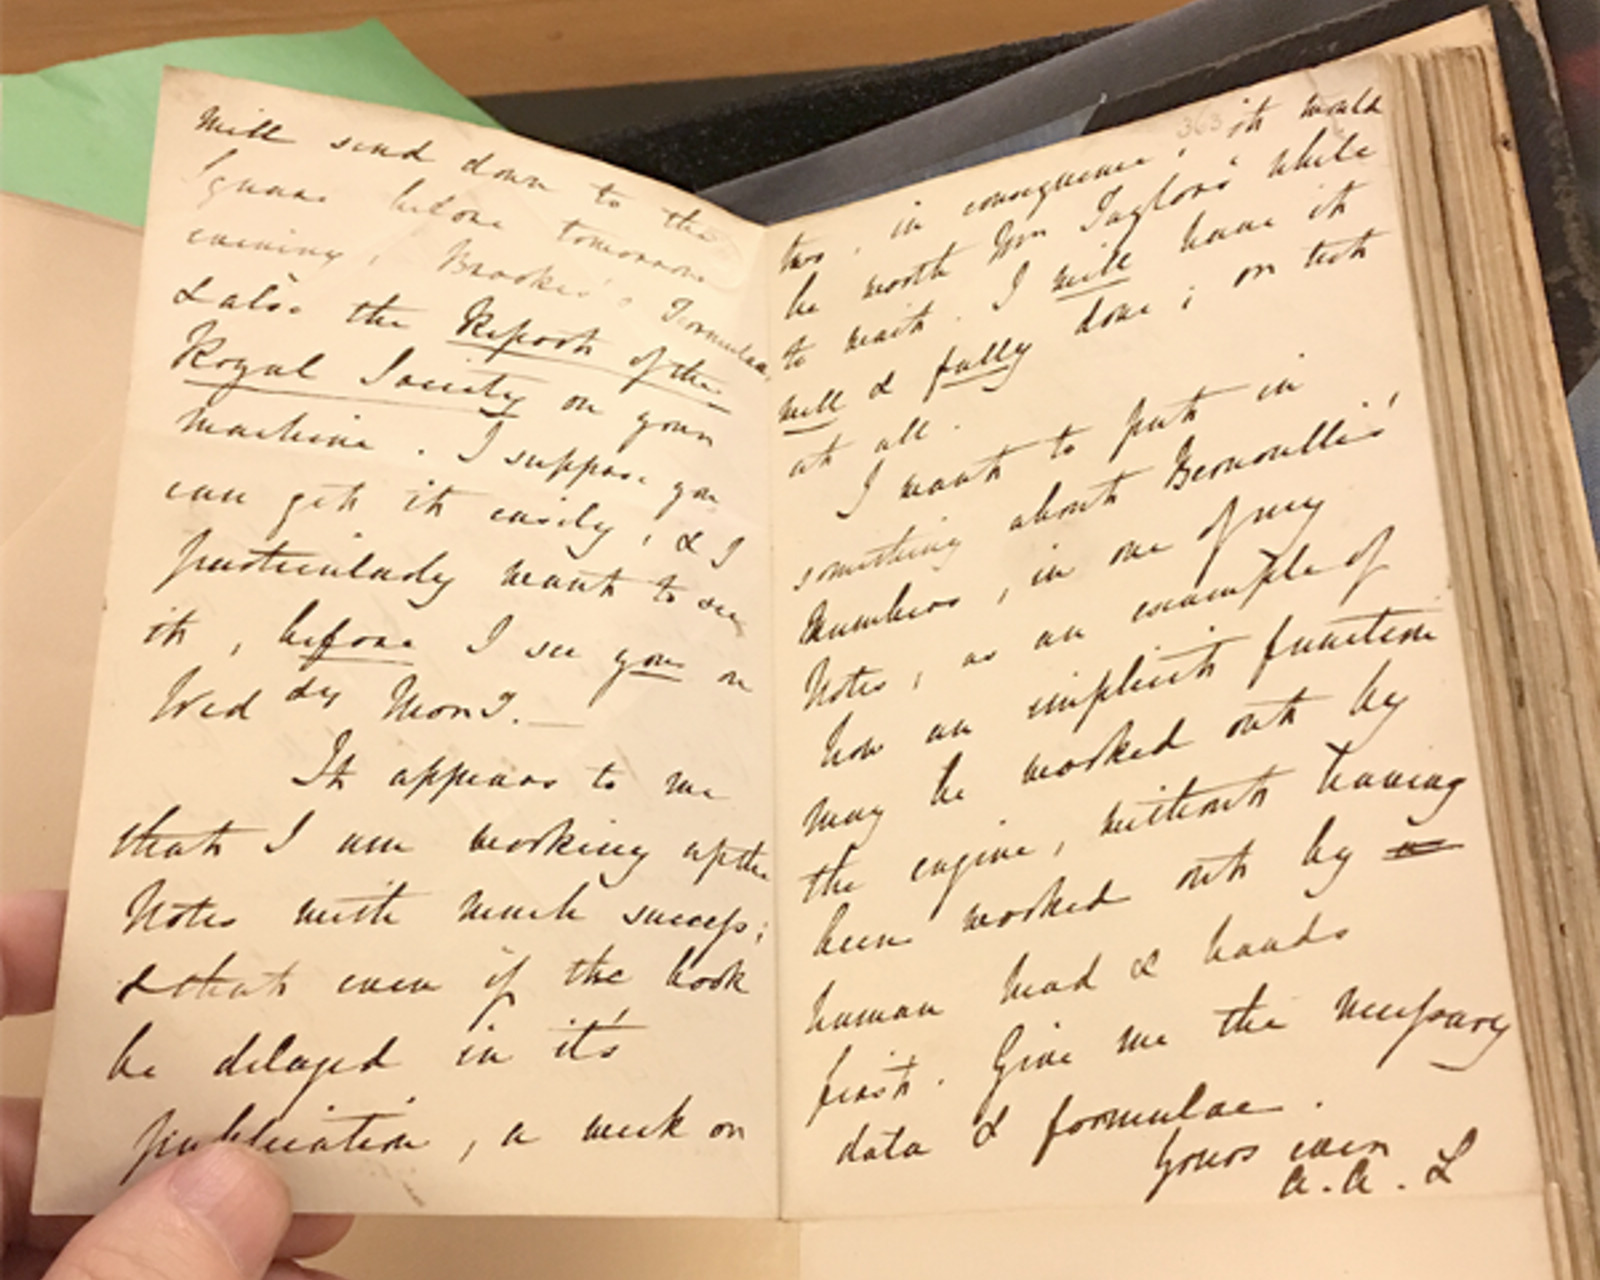 will send down to the
Square before tomorrow
evening, Brooke's Formulae,
& also the Report of the
Royal Society on your
machine. I suppose you
can get it easily, & I
particularly want to see
it, before I see you on
Wed dy Morng.—
It appears to me
that I am working up the
Notes with much success;
& that even if the book
be delayed in it's
publication, a week or
363
two, in consequence, it would
be worth Mr Taylor's while
to wait. I will have it
well & fully done; or not
at all.
I want to put in
something about Bernoulli's
Numbers, in one of my
Notes, as an example of
how an implicit function
may be worked out by
the engine, without having
been worked out by
human head & hands
first. Give me the necessary
data & formulae.
Yours ever
A.A.L